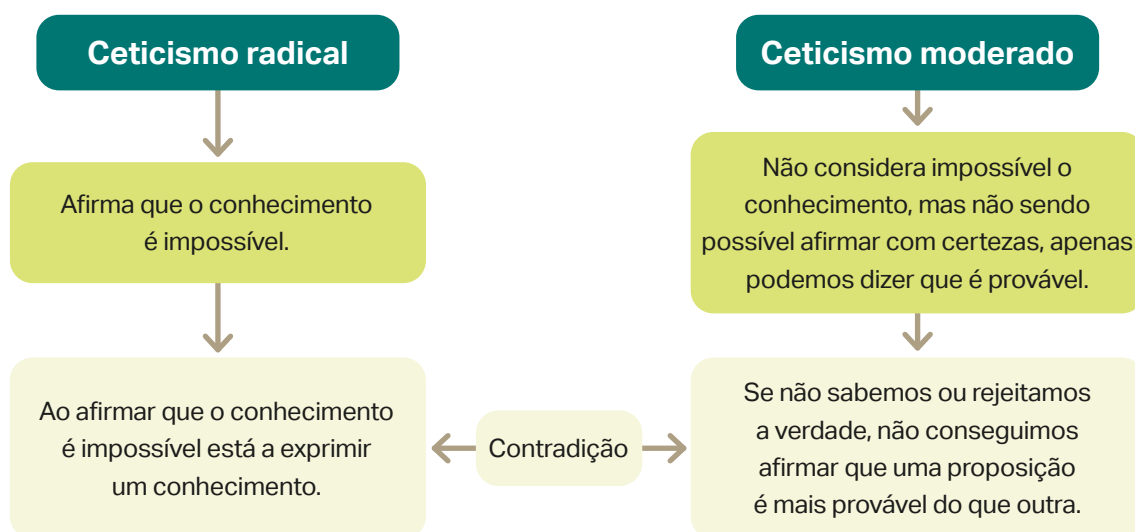 Ceticismo radical
Afirma que o conhecimento
é impossível.
Ao afirmar que o conhecimento
é impossível está a exprimir
um conhecimento.
Contradição
Ceticismo moderado
Não considera impossível o
conhecimento, mas não sendo
possível afirmar com certezas, apenas
podemos dizer que é provável.
Se não sabemos ou rejeitamos
a verdade, não conseguimos
afirmar que uma proposição
é mais provável do que outra.